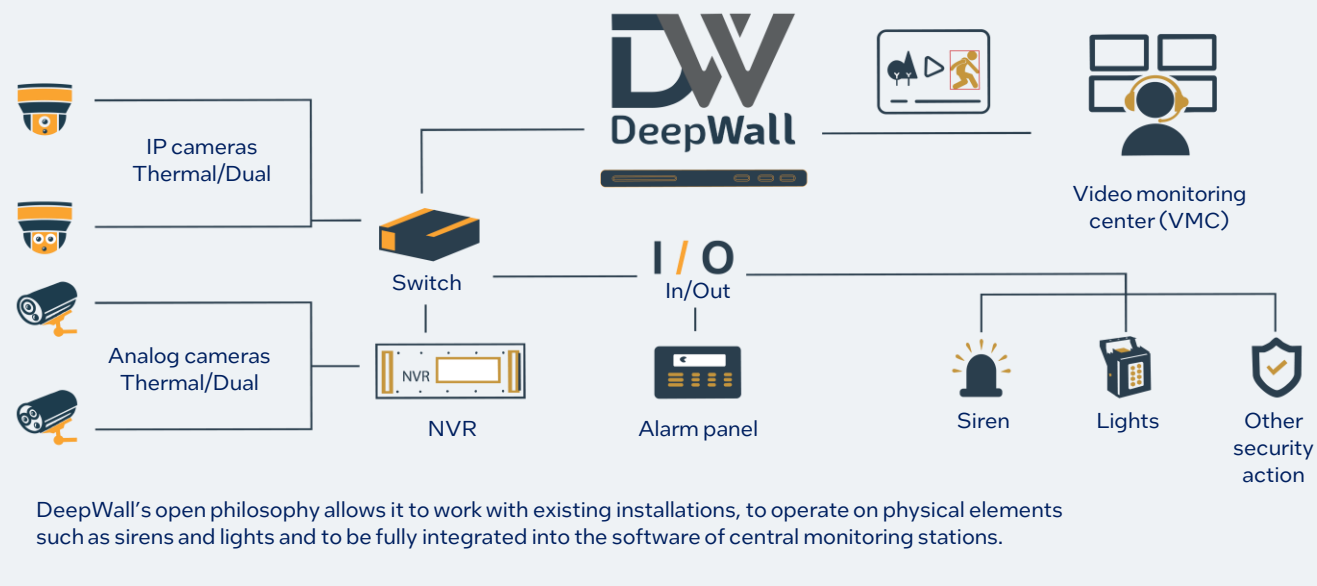 DW
DeepWall
IP cameras
Thermal/Dual
Video monitoring
center (VMC)
Switch
I/O
In/Out
Analog cameras
Thermal/Dual
NVR
NVR
Alarm panel
Siren
Lights
Other
security
action
DeepWall's open philosophy allows it to work with existing installations, to operate on physical elements
such as sirens and lights and to be fully integrated into the software of central monitoring stations.